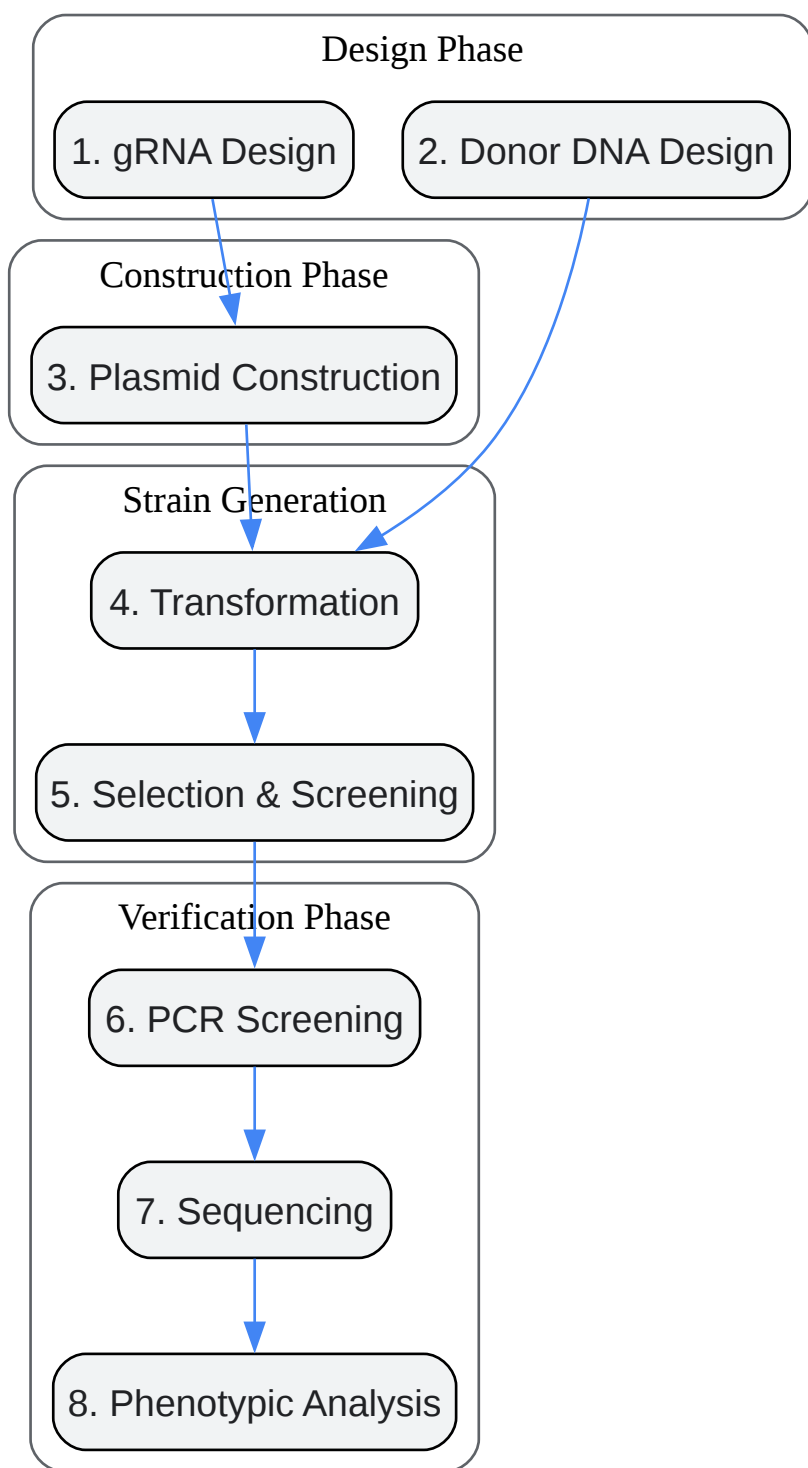 Design Phase
1. gRNA Design
2. Donor DNA Design
Construction Phase
3. Plasmid Construction
Strain Generation
4. Transformation
5. Selection & Screening
Verification Phase
6. PCR Screening
7. Sequencing
8. Phenotypic Analysis